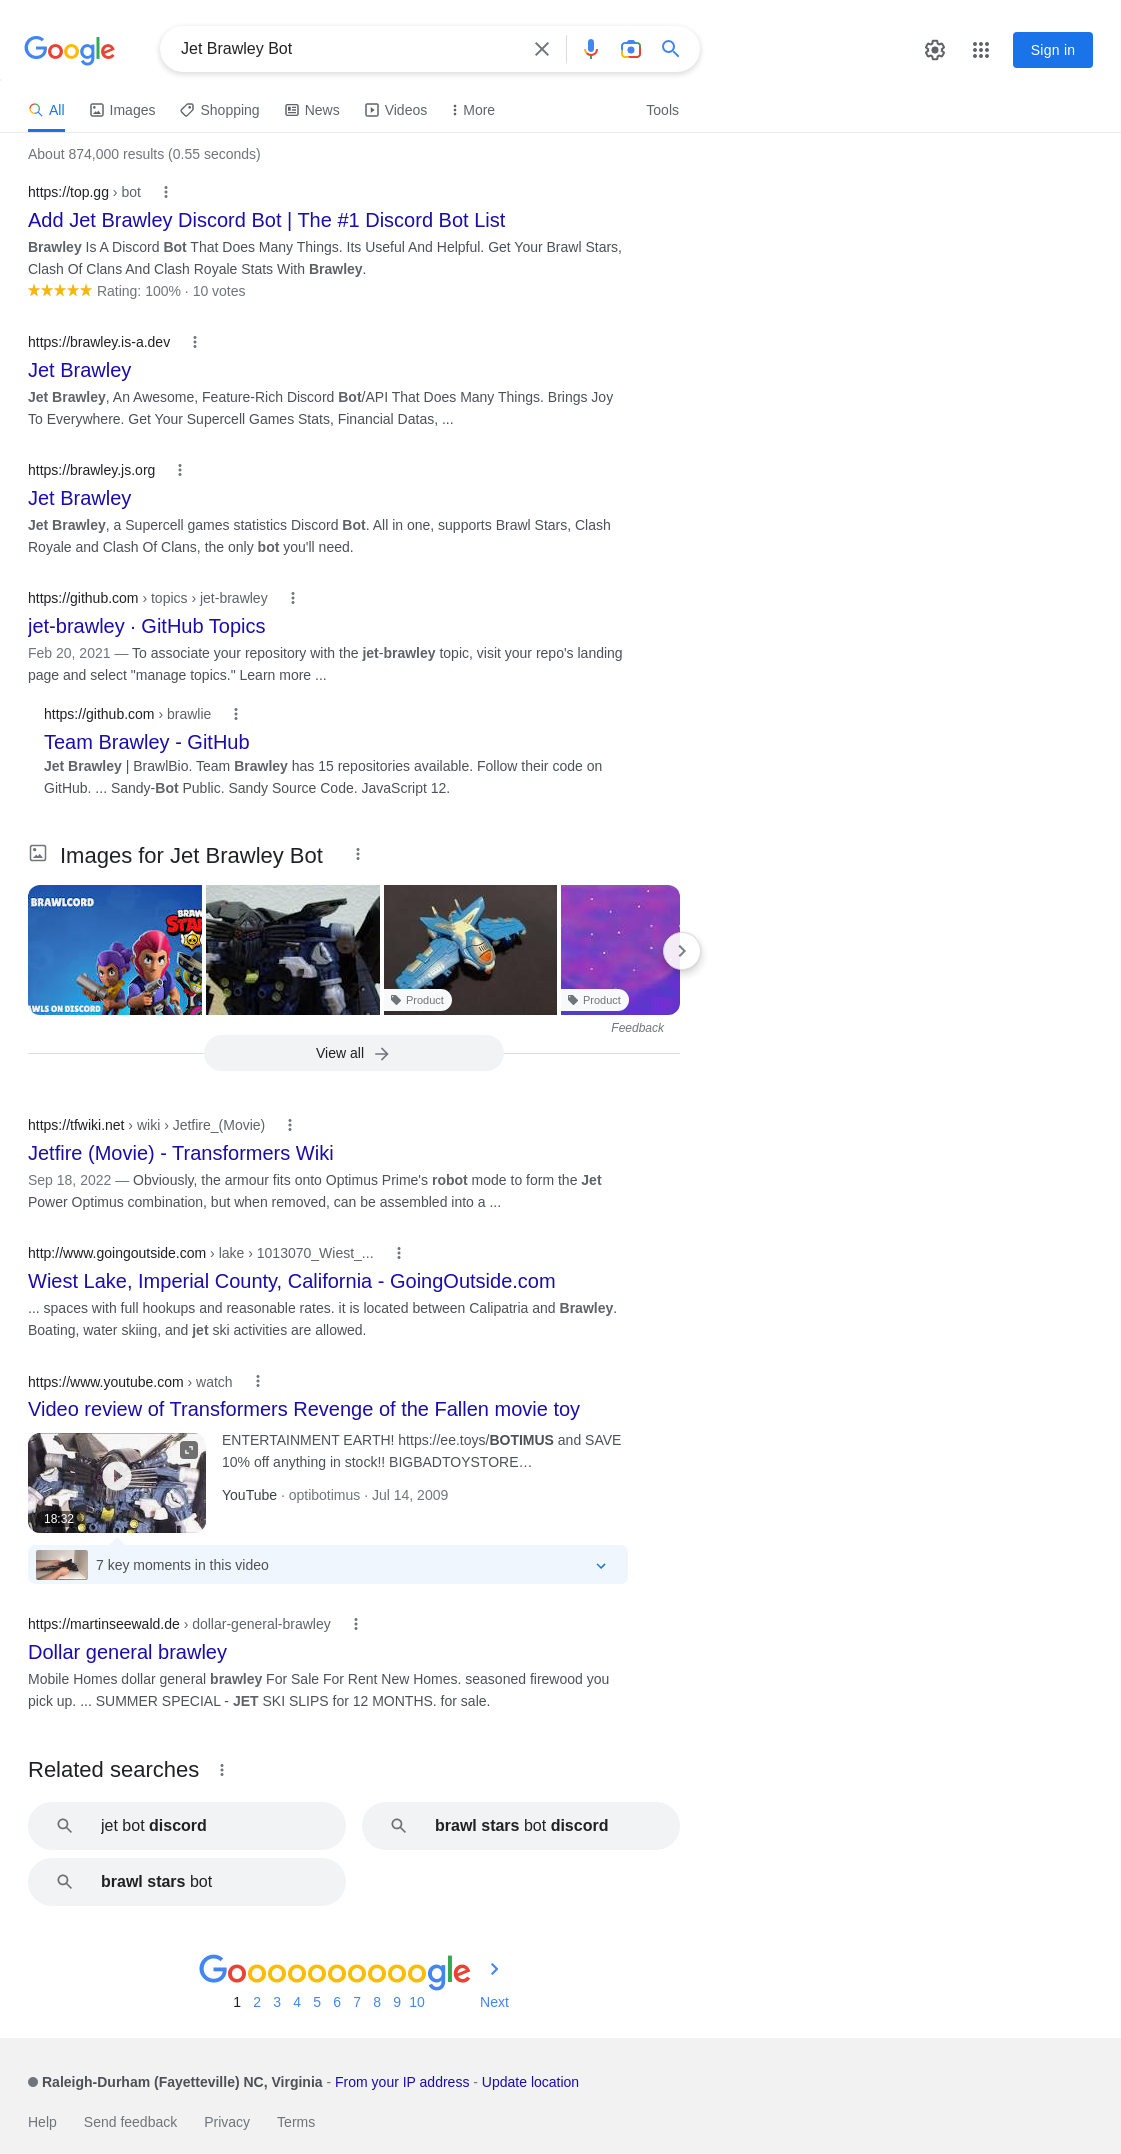 Google
Jet Brawley Bot
Sign in
All
Images
Shopping
News
Videos
More
Tools
About 874,000 results (0.55 seconds)
https://top.gg › bot
Add Jet Brawley Discord Bot | The #1 Discord Bot List
Brawley Is A Discord Bot That Does Many Things. Its Useful And Helpful. Get Your Brawl Stars,
Clash Of Clans And Clash Royale Stats With Brawley.
Rating: 100% · 10 votes
https://brawley.is-a.dev
Jet Brawley
Jet Brawley, An Awesome, Feature-Rich Discord Bot/API That Does Many Things. Brings Joy
To Everywhere. Get Your Supercell Games Stats, Financial Datas, ...
https://brawley.js.org
Jet Brawley
Jet Brawley, a Supercell games statistics Discord Bot. All in one, supports Brawl Stars, Clash
Royale and Clash Of Clans, the only bot you'll need.
https://github.com › topics › jet-brawley
jet-brawley · GitHub Topics
Feb 20, 2021 — To associate your repository with the jet-brawley topic, visit your repo's landing
page and select "manage topics." Learn more ...
https://github.com › brawlie
Team Brawley - GitHub
Jet Brawley | BrawlBio. Team Brawley has 15 repositories available. Follow their code on
GitHub. ... Sandy-Bot Public. Sandy Source Code. JavaScript 12.
Images for Jet Brawley Bot
BRAWLCORD
BRAW
STA
AWLS ON DISCORD
Product
Product
Feedback
View all
https://tfwiki.net › wiki › Jetfire_(Movie)
Jetfire (Movie) - Transformers Wiki
Sep 18, 2022 — Obviously, the armour fits onto Optimus Prime's robot mode to form the Jet
Power Optimus combination, but when removed, can be assembled into a ...
http://www.goingoutside.com › lake › 1013070_Wiest_...
Wiest Lake, Imperial County, California - GoingOutside.com
... spaces with full hookups and reasonable rates. it is located between Calipatria and Brawley.
Boating, water skiing, and jet ski activities are allowed.
https://www.youtube.com › watch
Video review of Transformers Revenge of the Fallen movie toy
ENTERTAINMENT EARTH! https://ee.toys/BOTIMUS and SAVE
10% off anything in stock!! BIGBADTOYSTORE…
YouTube · optibotimus · Jul 14, 2009
18:32
7 key moments in this video
https://martinseewald.de › dollar-general-brawley
Dollar general brawley
Mobile Homes dollar general brawley For Sale For Rent New Homes. seasoned firewood you
pick up. ... SUMMER SPECIAL - JET SKI SLIPS for 12 MONTHS. for sale.
Related searches
jet bot discord
brawl stars bot discord
brawl stars bot
Goooooooooogle
1 2 3 4 5 6 7 8 9 10 Next
Raleigh-Durham (Fayetteville) NC, Virginia - From your IP address - Update location
Help Send feedback Privacy Terms